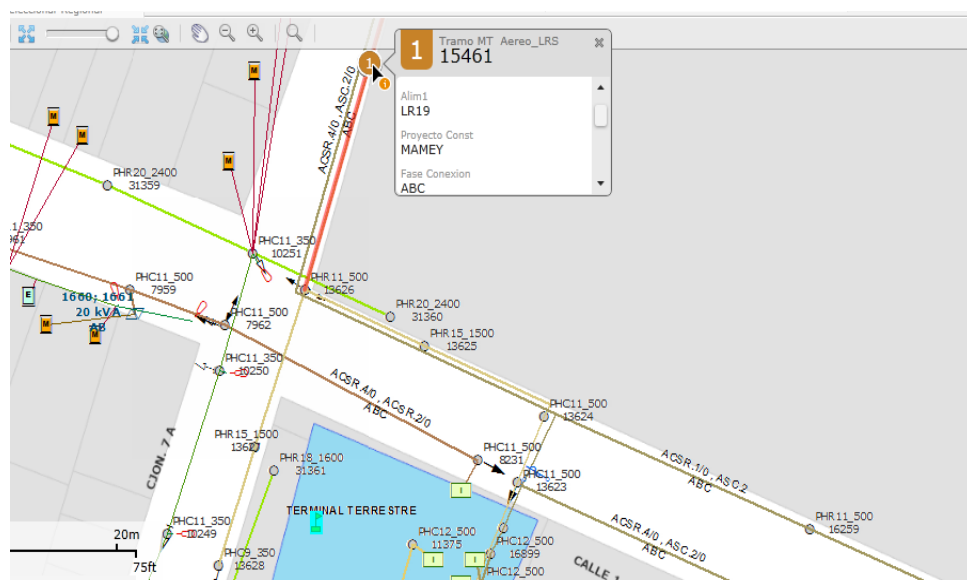 1
Tramo MT Aereo_LRS
15461
Alim1
LR19
Proyecto Const
MAMEY
Fase Conexion
ABC
1
ACSR.4/0 , ASC.2/0
ABC
M
M
M
M
PHR20_2400
31359
PHC11_350
10251
PHR11_500
13626
PHC11_500
7959
E
1660; 1661
20 kVA
AB
M
M
PHC11_500
7962
PHR20_2400
31360
PHR15_1500
13625
PHC11_350
10250
ACSR.4/0 , ACSR.2/0
ABC
PHC11_500
13624
PHR15_1500
PHR18_1600
31361
PHC11_500
8231
PHC11_500
13623
ACSR.1/0 , ASC.2
ABC
CJON. 7 A
TERMINAL TERRESTRE
PHC11_350
10249
PHC12_500
11375
PHC12_500
16899
ACSR.4/0 , ASC.2/0
ABC
PHR11_500
16259
PHC9_350
13628
PHC12_500
CALLE
20m
75ft